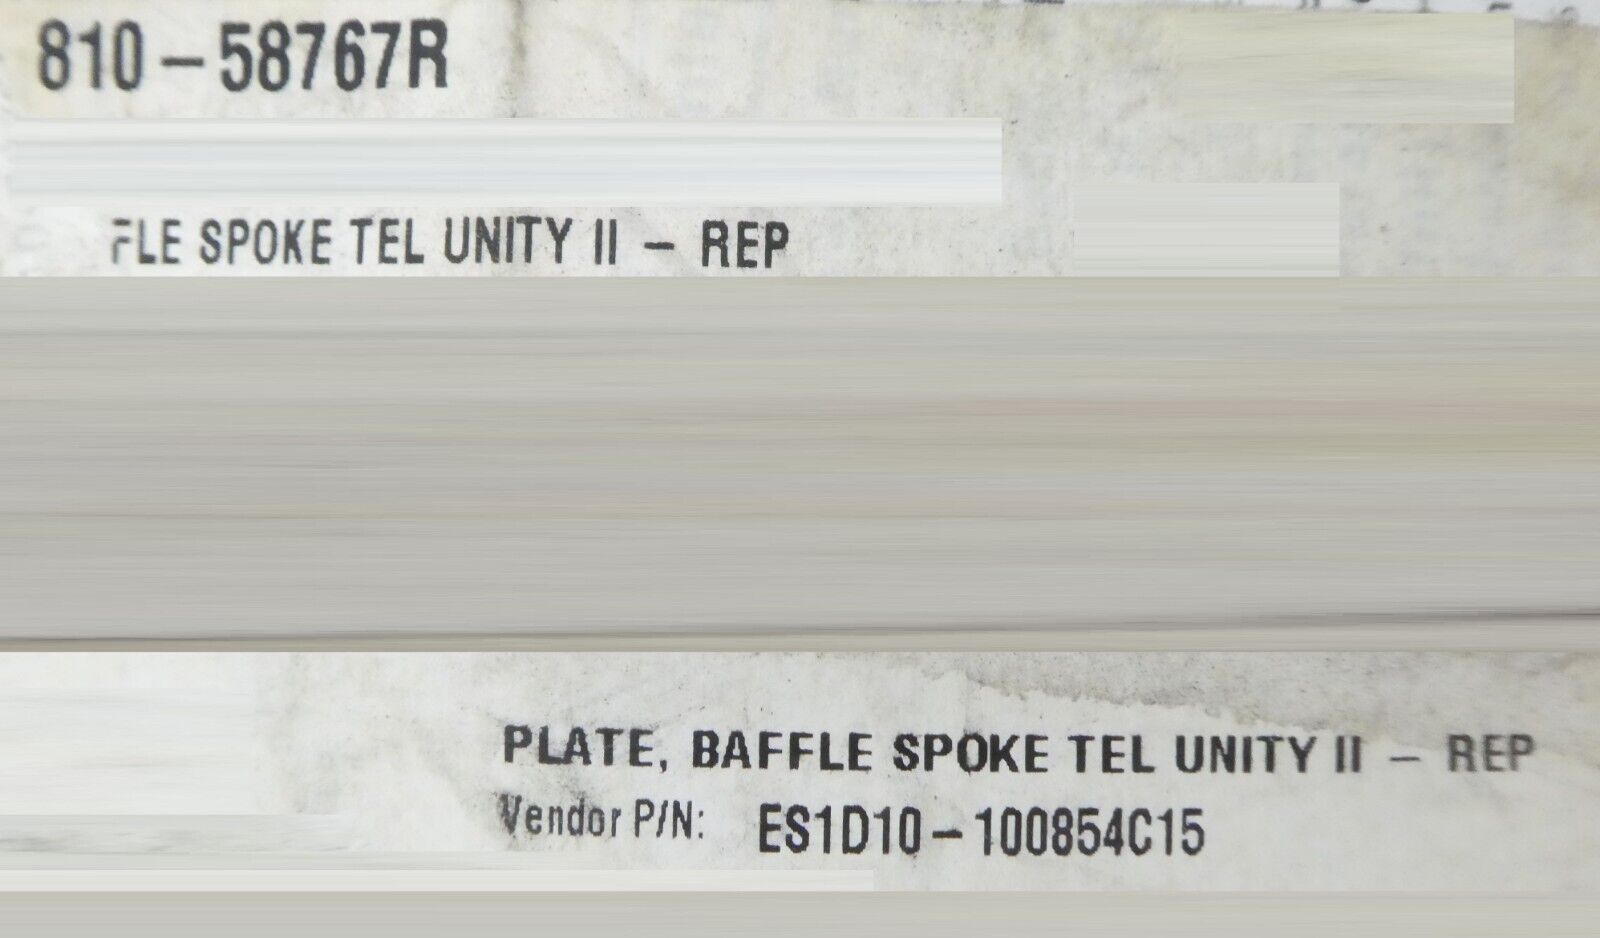 810-58767R
FLE SPOKE TEL UNITY II - REP
PLATE, BAFFLE SPOKE TEL UNITY II - REP
Vendor P/N: ES1D10-100854C15